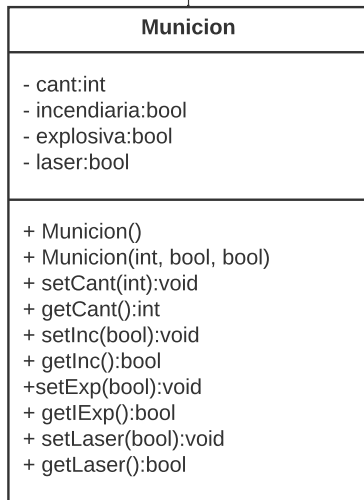 Municion
- cant:int
- incendiaria:bool
- explosiva:bool
- laser:bool
+ Municion()
+ Municion(int, bool, bool)
+ setCant(int):void
+ getCant():int
+ setInc(bool):void
+ getInc():bool
+setExp(bool):void
+ getIExp():bool
+ setLaser(bool):void
+ getLaser():bool